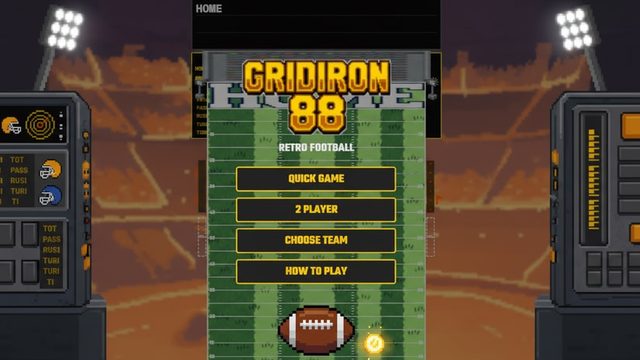 HOME
GRIDIRON
88
RETRO FOOTBALL
QUICK GAME
2 PLAYER
CHOOSE TEAM
HOW TO PLAY
TOT
PASS
RUSI
TURI
TI
TOT
PASS
RUSI
TURI
TURI
TI